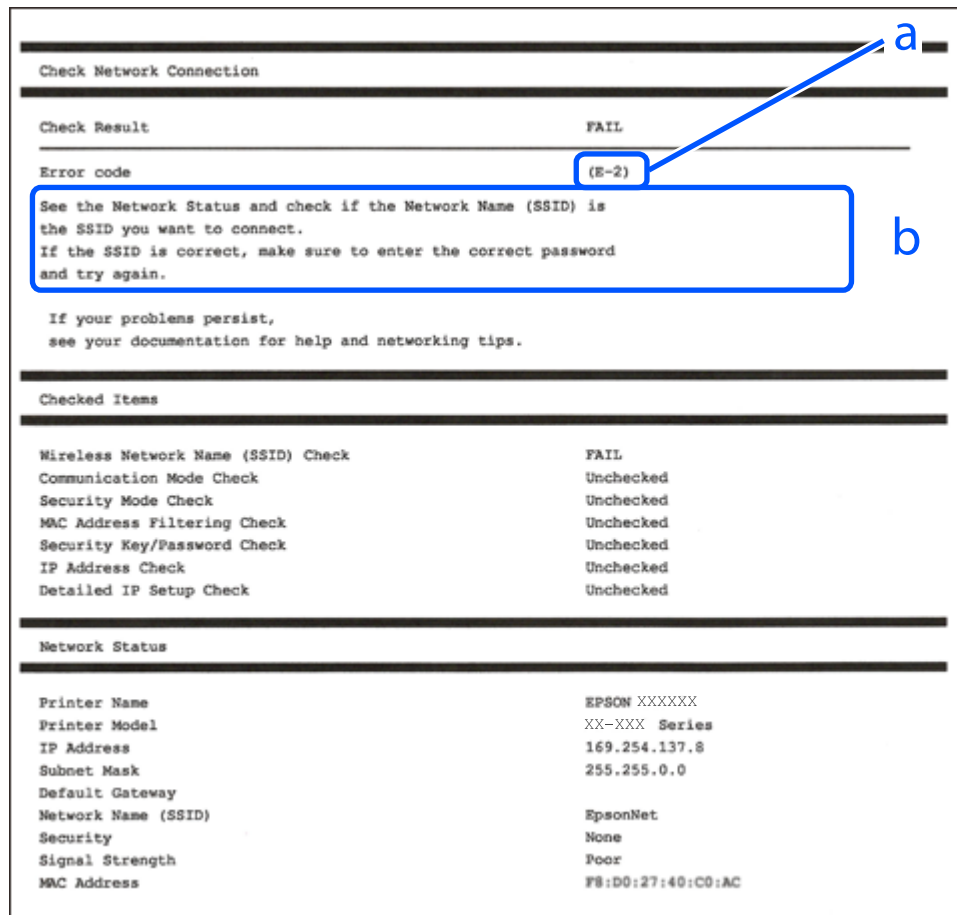 a
Check Network Connection
Check Result FAIL
Error code (E-2)
See the Network Status and check if the Network Name (SSID) is
the SSID you want to connect.
If the SSID is correct, make sure to enter the correct password
and try again.
b
If your problems persist,
see your documentation for help and networking tips.
Checked Items
Wireless Network Name (SSID) Check FAIL
Communication Mode Check Unchecked
Security Mode Check Unchecked
MAC Address Filtering Check Unchecked
Security Key/Password Check Unchecked
IP Address Check Unchecked
Detailed IP Setup Check Unchecked
Network Status
Printer Name EPSON XXXXXX
Printer Model XX-XXX Series
IP Address 169.254.137.8
Subnet Mask 255.255.0.0
Default Gateway
Network Name (SSID) EpsonNet
Security None
Signal Strength Poor
MAC Address F8:D0:27:40:C0:AC